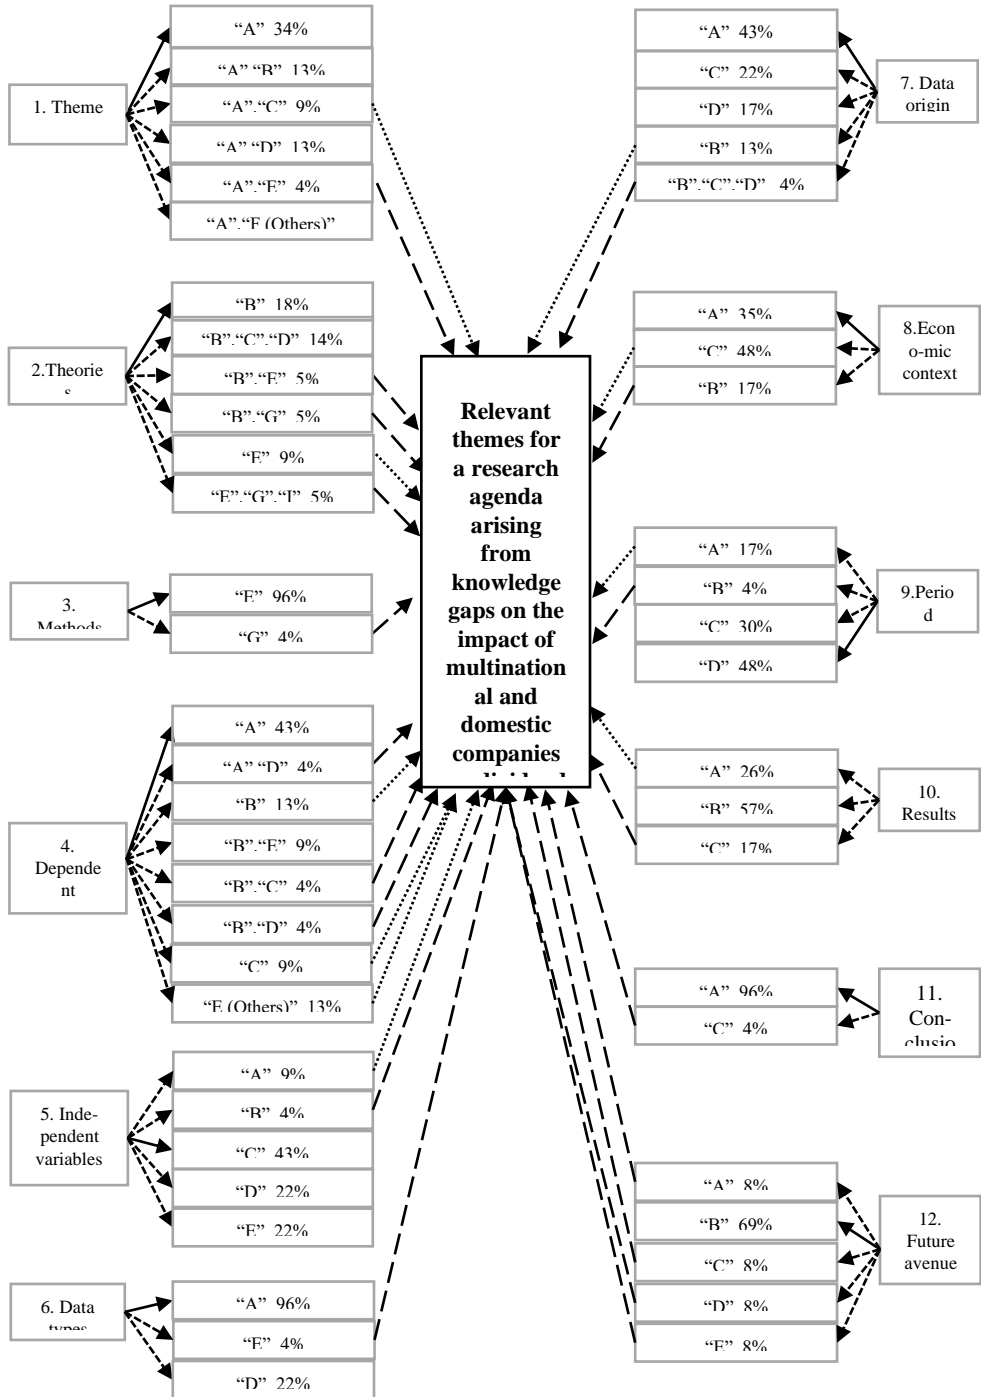 1. Theme
“A” 34%
“A” “B” 13%
“A”.“C” 9%
“A” “D” 13%
“A”.“E” 4%
“A”.“E (Others)”
2.Theorie
s
“B” 18%
“B”.“C”.“D” 14%
“B”.“E” 5%
“B”.“G” 5%
“E” 9%
“E”.“G”.“I” 5%
3.
Methods
“E” 96%
“G” 4%
4.
Depende
nt
“A” 43%
“A” “D” 4%
“B” 13%
“B”.“E” 9%
“B”.“C” 4%
“B”.“D” 4%
“C” 9%
“E (Others)” 13%
5. Inde-
pendent
variables
“A” 9%
“B” 4%
“C” 43%
“D” 22%
“E” 22%
6. Data
types
“A” 96%
“E” 4%
“D” 22%
Relevant
themes for
a research
agenda
arising
from
knowledge
gaps on the
impact of
multination
al and
domestic
companies
7. Data
origin
“A” 43%
“C” 22%
“D” 17%
“B” 13%
“B”.“C”.“D” 4%
8.Econ
o-mic
context
“A” 35%
“C” 48%
“B” 17%
9.Perio
d
“A” 17%
“B” 4%
“C” 30%
“D” 48%
10.
Results
“A” 26%
“B” 57%
“C” 17%
11.
Con-
clusio
“A” 96%
“C” 4%
12.
Future
avenue
“A” 8%
“B” 69%
“C” 8%
“D” 8%
“E” 8%